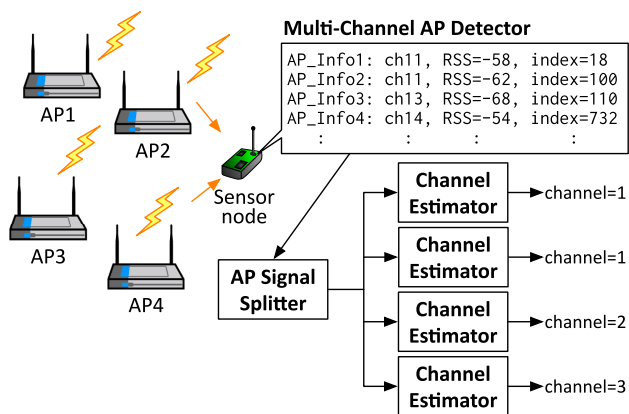 Multi-Channel AP Detector
AP_Info1: ch11, RSS=-58, index=18
AP_Info2: ch11, RSS=-62, index=100
AP_Info3: ch13, RSS=-68, index=110
AP_Info4: ch14, RSS=-54, index=732
: : : :
AP1
AP2
AP3
AP4
Sensor
node
AP Signal
Splitter
Channel
Estimator
channel=1
Channel
Estimator
channel=1
Channel
Estimator
channel=2
Channel
Estimator
channel=3